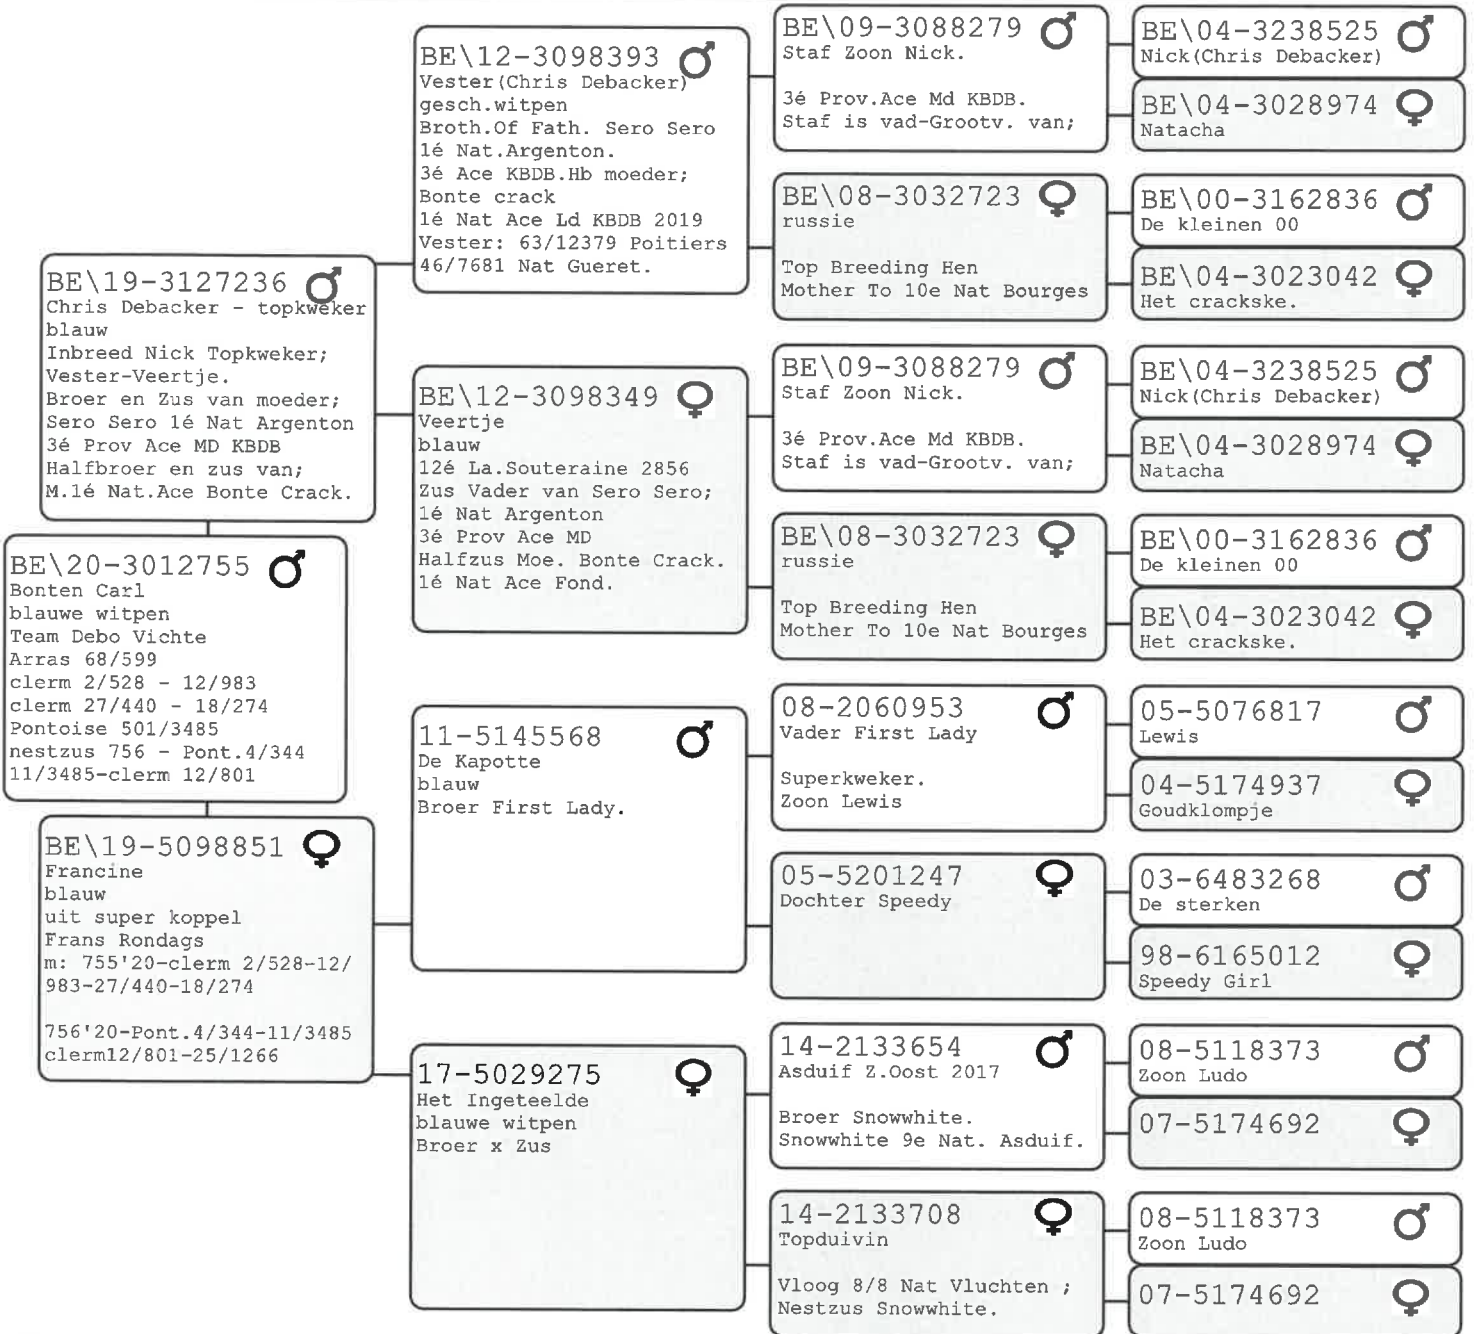 BE\20-3012755
Bonten Carl
blauwe witpen
Team Debo Vichte
Arras 68/599
clerm 2/528 - 12/983
clerm 27/440 - 18/274
Pontoise 501/3485
nestzus 756 - Pont.4/344
11/3485-clerm 12/801
BE\19-3127236
Chris Debacker - topkweker
blauw
Inbreed Nick Topkweker;
Vester-Veertje.
Broer en Zus van moeder;
Sero Sero 1é Nat Argenton
3é Prov Ace MD KBDB
Halfbroer en zus van;
M.1é Nat.Ace Bonte Crack.
BE\19-5098851
Francine
blauw
uit super koppel
Frans Rondags
m: 755'20-clerm 2/528-12/
983-27/440-18/274
756'20-Pont.4/344-11/3485
clerm12/801-25/1266
BE\12-3098393
Vester(Chris Debacker)
gesch.witpen
Broth.Of Fath. Sero Sero
1é Nat.Argenton.
3é Ace KBDB.Hb moeder;
Bonte crack
1é Nat Ace Ld KBDB 2019
Vester: 63/12379 Poitiers
46/7681 Nat Gueret.
BE\12-3098349
Veertje
blauw
12é La.Souteraine 2856
Zus Vader van Sero Sero;
1é Nat Argenton
3é Prov Ace MD
Halfzus Moe. Bonte Crack.
1é Nat Ace Fond.
11-5145568
De Kapotte
blauw
Broer First Lady.
17-5029275
Het Ingeteelde
blauwe witpen
Broer x Zus
BE\09-3088279
Staf Zoon Nick.
3é Prov.Ace Md KBDB.
Staf is vad-Grootv. van;
BE\08-3032723
russie
Top Breeding Hen
Mother To 10e Nat Bourges
BE\09-3088279
Staf Zoon Nick.
3é Prov.Ace Md KBDB.
Staf is vad-Grootv. van;
BE\08-3032723
russie
Top Breeding Hen
Mother To 10e Nat Bourges
08-2060953
Vader First Lady
Superkweker.
Zoon Lewis
05-5201247
Dochter Speedy
14-2133654
Asduif Z.Oost 2017
Broer Snowwhite.
Snowwhite 9e Nat. Asduif.
14-2133708
Topduivin
Vloog 8/8 Nat Vluchten ;
Nestzus Snowwhite.
BE\04-3238525
Nick(Chris Debacker)
BE\04-3028974
Natacha
BE\00-3162836
De kleinen 00
BE\04-3023042
Het crackske.
BE\04-3238525
Nick(Chris Debacker)
BE\04-3028974
Natacha
BE\00-3162836
De kleinen 00
BE\04-3023042
Het crackske.
05-5076817
Lewis
04-5174937
Goudklompje
03-6483268
De sterken
98-6165012
Speedy Girl
08-5118373
Zoon Ludo
07-5174692
08-5118373
Zoon Ludo
07-5174692